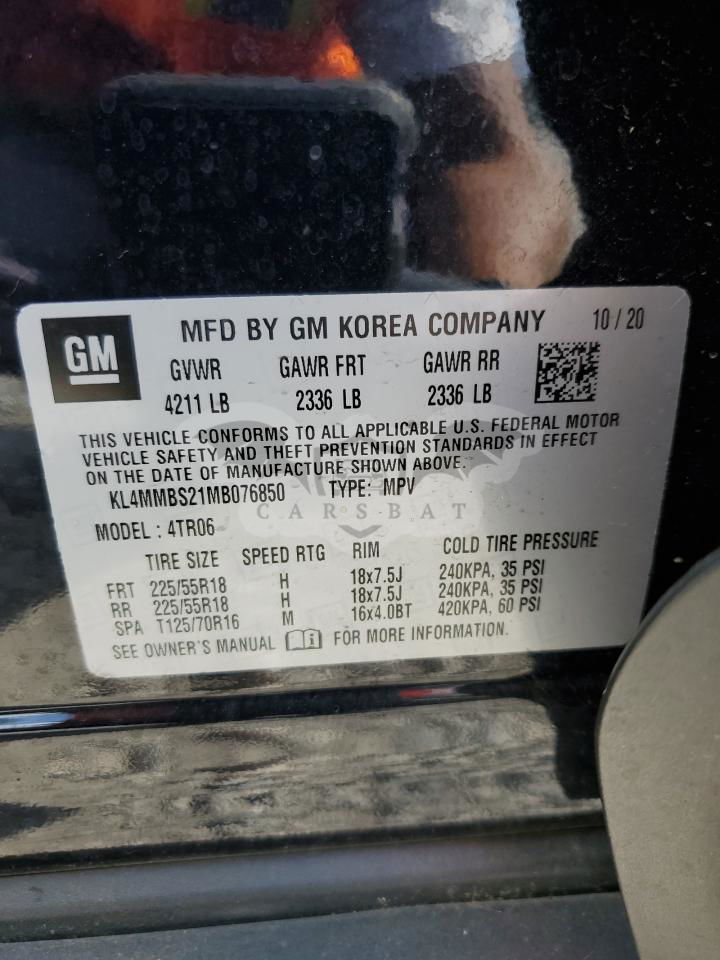 GM
MFD BY GM KOREA COMPANY 10 / 20
GVWR GAWR FRT GAWR RR
4211 LB 2336 LB 2336 LB
THIS VEHICLE CONFORMS TO ALL APPLICABLE U.S. FEDERAL MOTOR
VEHICLE SAFETY AND THEFT PREVENTION STANDARDS IN EFFECT
ON THE DATE OF MANUFACTURE SHOWN ABOVE.
KL4MMBS21MB076850 TYPE: MPV
CARSBAT
MODEL : 4TR06
TIRE SIZE SPEED RTG RIM COLD TIRE PRESSURE
FRT 225/55R18 H 18x7.5J 240KPA, 35 PSI
RR 225/55R18 H 18x7.5J 240KPA, 35 PSI
SPA T125/70R16 M 16x4.0BT 420KPA, 60 PSI
SEE OWNER'S MANUAL FOR MORE INFORMATION.